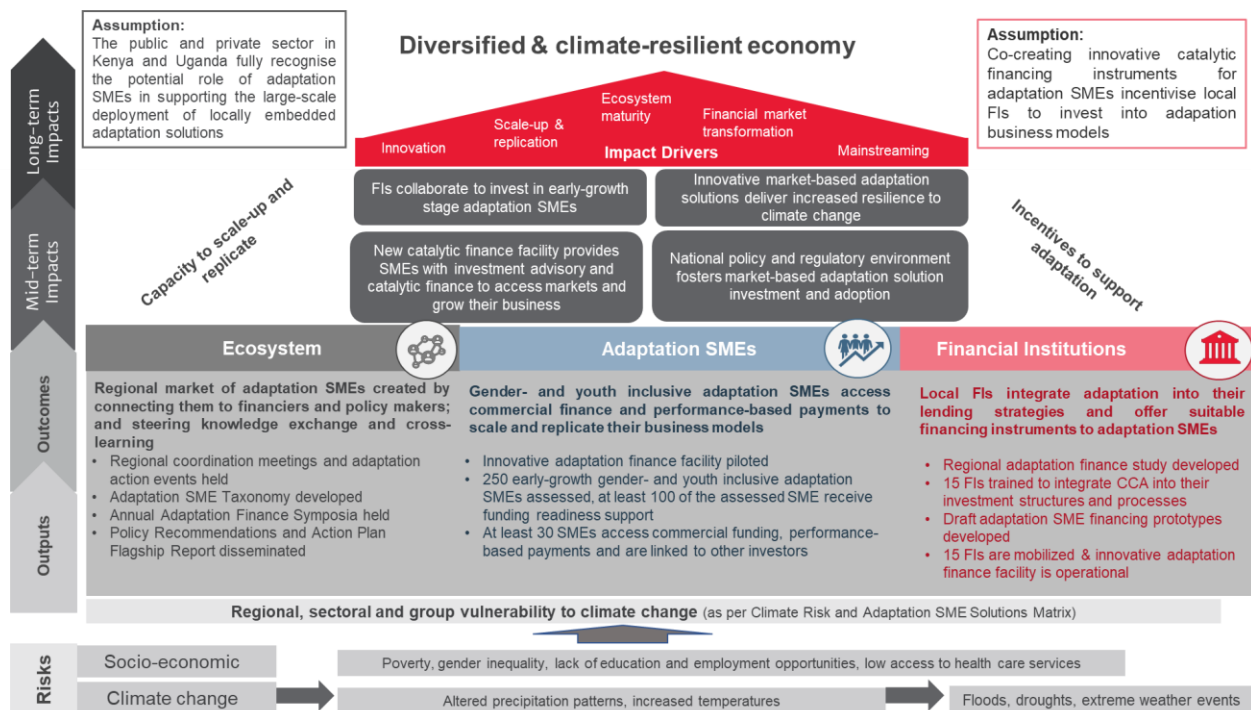 Assumption:
The public and private sector in
Kenya and Uganda fully recognise
the potential role of adaptation
SMEs in supporting the large-scale
deployment of locally embedded
adaptation solutions
Diversified & climate-resilient economy
Assumption:
Co-creating innovative catalytic
financing instruments for
adaptation SMEs incentivise local
FIs to invest into adapation
business models
Innovation
Scale-up &
replication
Ecosystem
maturity
Financial market
transformation
Mainstreaming
Impact Drivers
Long-term
Impacts
Mid-term
Impacts
Outcomes
Outputs
Capacity to scale-up and
replicate
FIs collaborate to invest in early-growth
stage adaptation SMEs
Innovative market-based adaptation
solutions deliver increased resilience to
climate change
New catalytic finance facility provides
SMEs with investment advisory and
catalytic finance to access markets and
grow their business
National policy and regulatory environment
fosters market-based adaptation solution
investment and adoption
Incentives to support
adaptation
Ecosystem
Regional market of adaptation SMEs created by
connecting them to financiers and policy makers;
and steering knowledge exchange and cross-
learning
• Regional coordination meetings and adaptation
action events held
• Adaptation SME Taxonomy developed
• Annual Adaptation Finance Symposia held
• Policy Recommendations and Action Plan
Flagship Report disseminated
Adaptation SMEs
Gender- and youth inclusive adaptation SMEs access
commercial finance and performance-based payments to
scale and replicate their business models
• Innovative adaptation finance facility piloted
• 250 early-growth gender- and youth inclusive adaptation
SMEs assessed, at least 100 of the assessed SME receive
funding readiness support
• At least 30 SMEs access commercial funding, performance-
based payments and are linked to other investors
Financial Institutions
Local FIs integrate adaptation into their
lending strategies and offer suitable
financing instruments to adaptation SMEs
• Regional adaptation finance study developed
• 15 FIs trained to integrate CCA into their
investment structures and processes
• Draft adaptation SME financing prototypes
developed
• 15 FIs are mobilized & innovative adaptation
finance facility is operational
Regional, sectoral and group vulnerability to climate change (as per Climate Risk and Adaptation SME Solutions Matrix)
Risks
Socio-economic
Poverty, gender inequality, lack of education and employment opportunities, low access to health care services
Climate change
Altered precipitation patterns, increased temperatures
Floods, droughts, extreme weather events